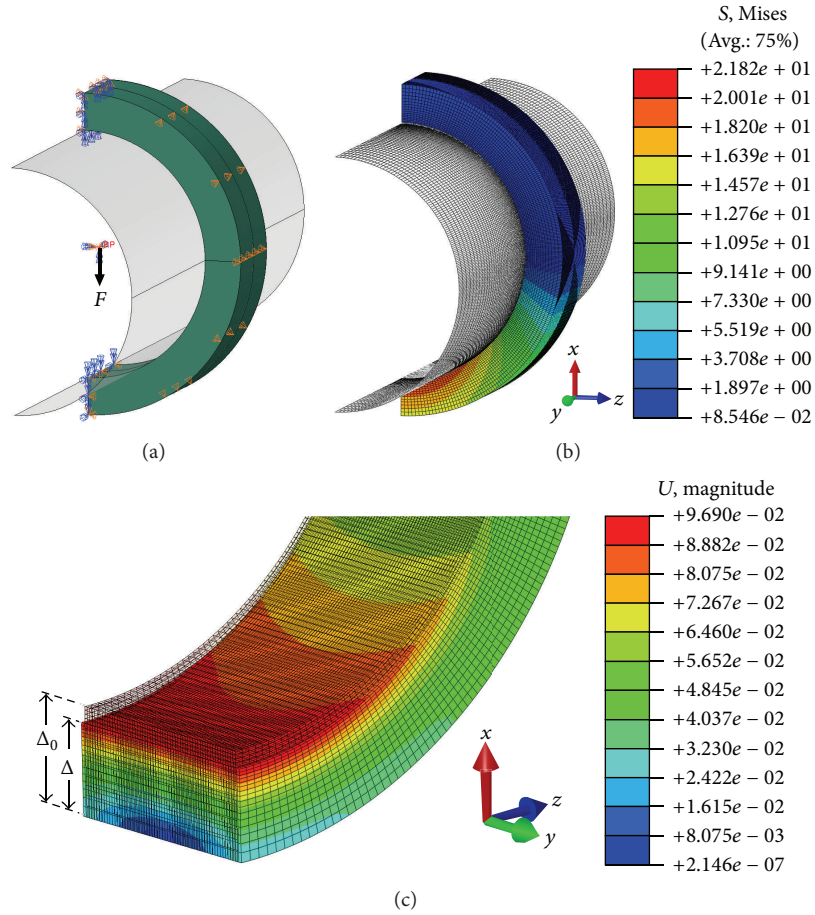 S, Mises
(Avg.: 75%)
+2.182e + 01
+2.001e + 01
+1.820e + 01
+1.639e + 01
+1.457e + 01
+1.276e + 01
+1.095e + 01
+9.141e + 00
+7.330e + 00
+5.519e + 00
+3.708e + 00
+1.897e + 00
+8.546e − 02
F
x
y
z
(a)
(b)
U, magnitude
+9.690e − 02
+8.882e − 02
+8.075e − 02
+7.267e − 02
+6.460e − 02
+5.652e − 02
+4.845e − 02
+4.037e − 02
+3.230e − 02
+2.422e − 02
+1.615e − 02
+8.075e − 03
+2.146e − 07
Δ0
Δ
x
z
y
(c)